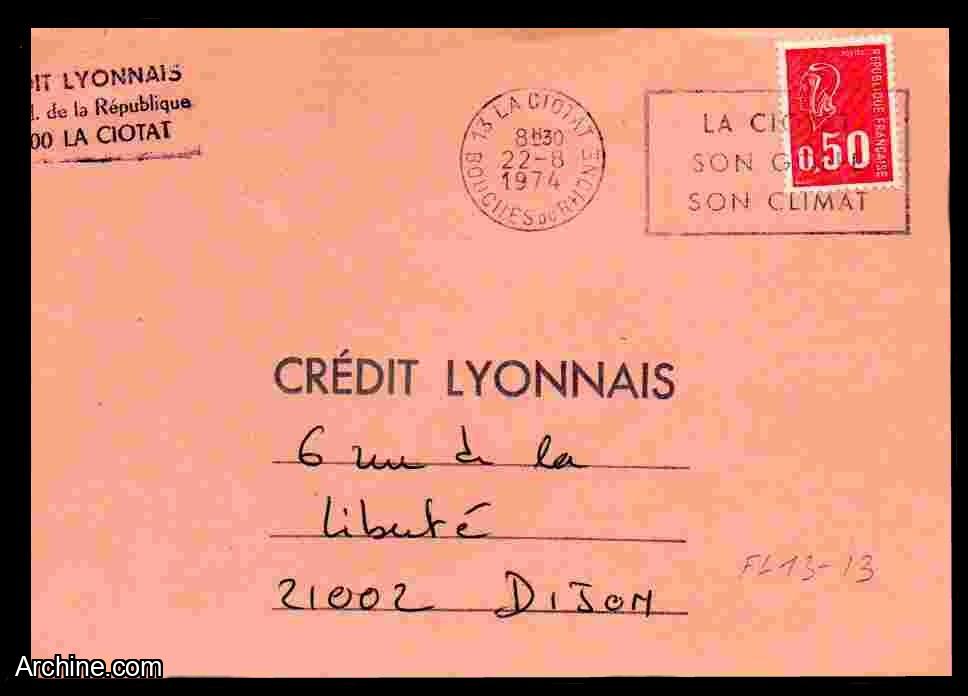 DIT LYONNAIS
l. de la République
00 LA CIOTAT
13 LA CIOTAT
8H30
22-8
1974
BOUCHES DU RHONE
LA CIOT
SON G
SON CLIMAT
POSTES
REPUBLIQUE FRANÇAISE
0.50
CRÉDIT LYONNAIS
6 rue de la
liberté
21002 DIJON
FL13-13
Archine.com